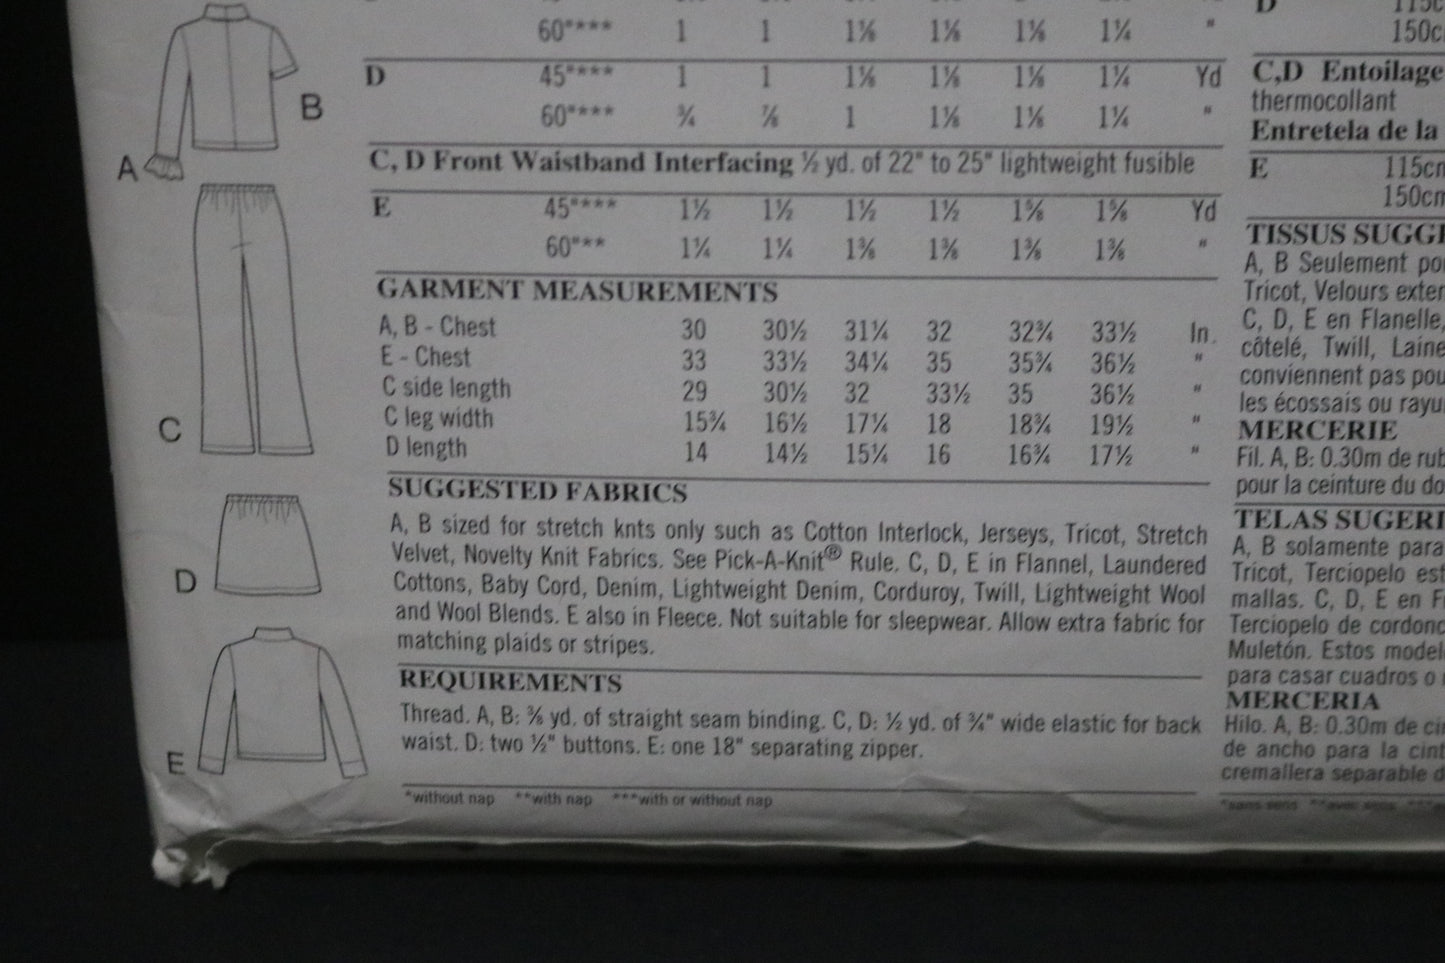 60"*** 1 1 1⅛ 1⅛ 1⅛ 1¼ "
D 45"*** 1 1 1⅛ 1⅛ 1⅛ 1¼ Yd
60"*** ¾ ⅞ 1 1⅛ 1⅛ 1¼ "
C, D Front Waistband Interfacing ½ yd. of 22" to 25" lightweight fusible
E 45"*** 1½ 1½ 1½ 1½ 1⅝ 1⅝ Yd
60"** 1¼ 1¼ 1⅜ 1⅜ 1⅜ 1⅜ "
GARMENT MEASUREMENTS
A, B - Chest 30 30½ 31¼ 32 32¾ 33½ In.
E - Chest 33 33½ 34¼ 35 35¾ 36½ "
C side length 29 30½ 32 33½ 35 36½ "
C leg width 15¾ 16½ 17¼ 18 18¾ 19½ "
D length 14 14½ 15¼ 16 16¾ 17½ "
SUGGESTED FABRICS
A, B sized for stretch knts only such as Cotton Interlock, Jerseys, Tricot, Stretch
Velvet, Novelty Knit Fabrics. See Pick-A-Knit® Rule. C, D, E in Flannel, Laundered
Cottons, Baby Cord, Denim, Lightweight Denim, Corduroy, Twill, Lightweight Wool
and Wool Blends. E also in Fleece. Not suitable for sleepwear. Allow extra fabric for
matching plaids or stripes.
REQUIREMENTS
Thread. A, B: ⅜ yd. of straight seam binding. C, D: ½ yd. of ¾" wide elastic for back
waist. D: two ½" buttons. E: one 18" separating zipper.
*without nap **with nap ***with or without nap
B
A
C
D
E
D 115c
150c
C,D Entoilage
thermocollant
Entretela de la
E 115cm
150cm
TISSUS SUGG
A, B Seulement
Tricot, Velours
C, D, E en Flanelle,
côtelé, Twill, Laine
conviennent pas
les écossais ou
MERCERIE
Fil. A, B: 0.30m de
pour la ceinture du
TELAS SUGERI
A, B solamente para
Tricot, Terciopelo
mallas. C, D, E en
Terciopelo de
Muletón. Estos
para casar cuadros o
MERCERIA
Hilo. A, B: 0.30m de
de ancho para la
cremallera separable
*sans sens **avec sens